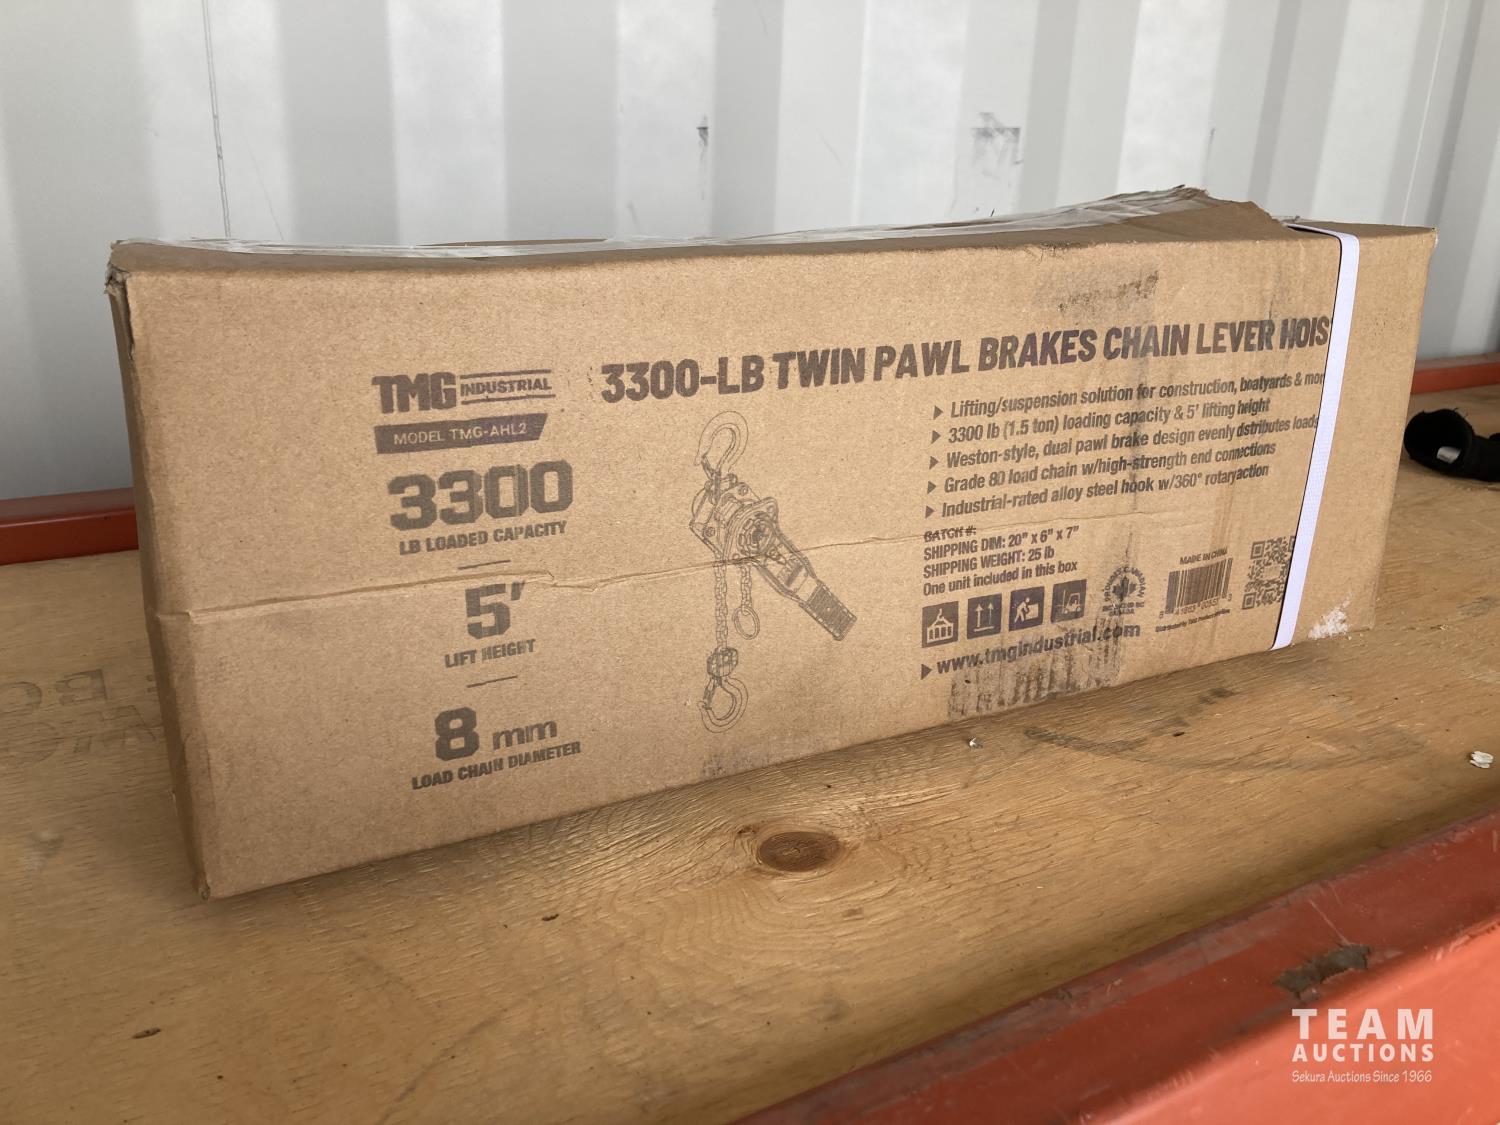 TMG INDUSTRIAL
MODEL TMG-AHL2
3300
LB LOADED CAPACITY
5'
LIFT HEIGHT
8 mm
LOAD CHAIN DIAMETER
3300-LB TWIN PAWL BRAKES CHAIN LEVER HOIS
Lifting/suspension solution for construction, boatyards & mor
3300 lb (1.5 ton) loading capacity & 5' lifting height
Weston-style, dual pawl brake design evenly distributes loads
Grade 80 load chain w/high-strength end connections
Industrial-rated alloy steel hook w/360° rotary action
BATCH #:
SHIPPING DIM: 20" x 6" x 7"
SHIPPING WEIGHT: 25 lb
One unit included in this box
www.tmgindustrial.com
MADE IN CHINA
TEAM
AUCTIONS
Sekura Auctions Since 1966